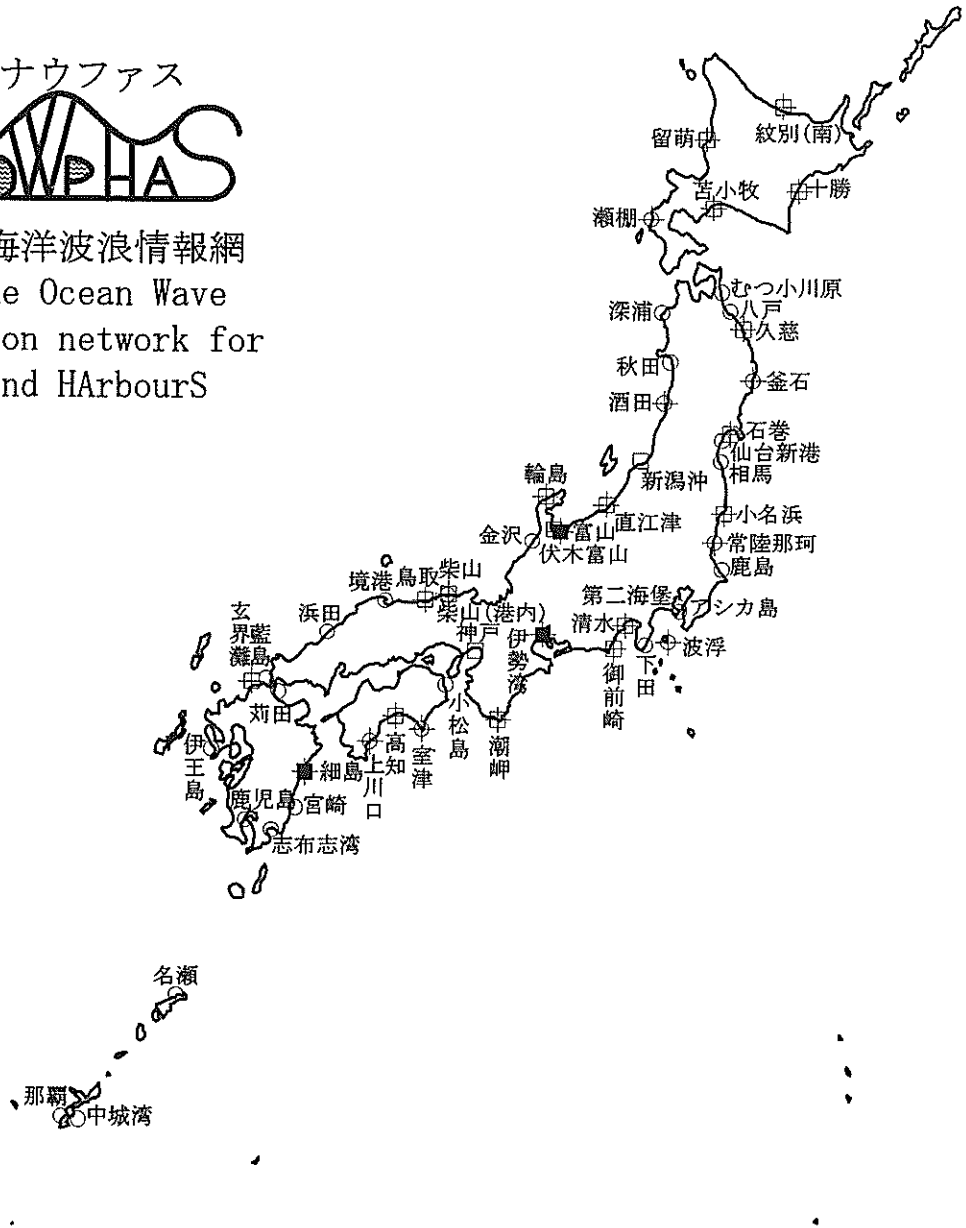 ナウファス
OWPHAS
海洋波浪情報網
e Ocean Wave
on network for
nd HArbourS
留萌
紋別(南)
苫小牧
十勝
瀬棚
むつ小川原
深浦
八戸
久慈
秋田
釜石
酒田
石巻
仙台新港
相馬
輪島
新潟沖
直江津
小名浜
金沢
富山
伏木富山
常陸那珂
鹿島
境港
鳥取
柴山
柴山(港内)
第二海堡
アシカ島
浜田
神戸
伊勢湾
清水
波浮
玄界灘
藍島
下田
御前崎
苅田
小松島
潮岬
高知
室津
上川口
伊王島
細島
鹿児島
宮崎
志布志湾
名瀬
那覇
中城湾